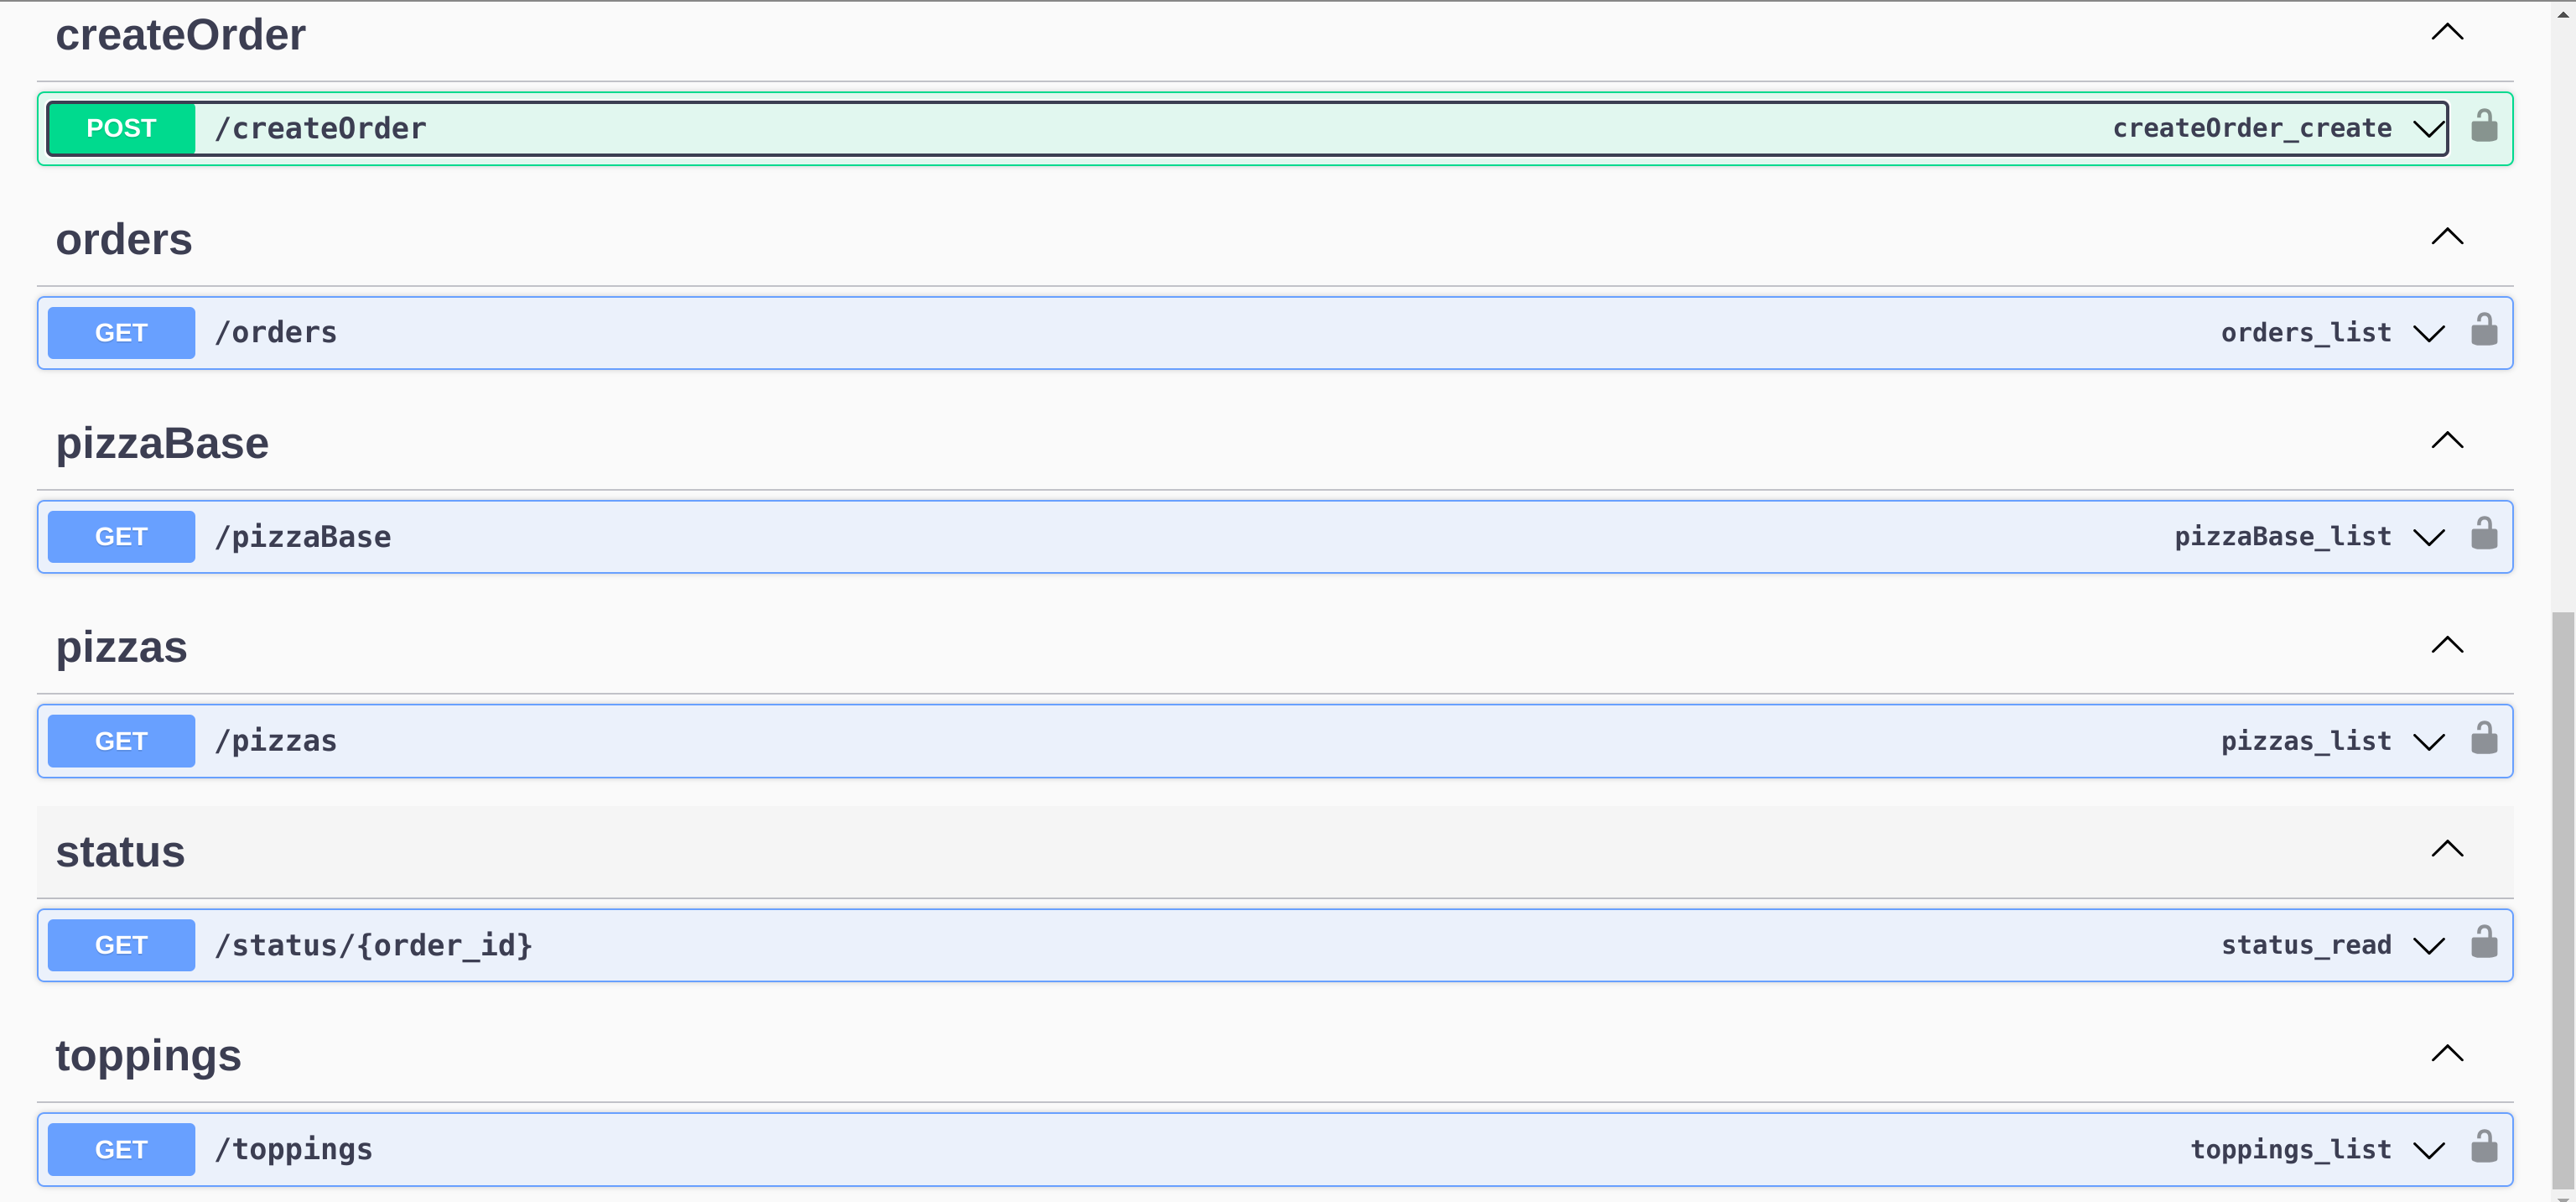 createOrder
POST /createOrder createOrder_create
orders
GET /orders orders_list
pizzaBase
GET /pizzaBase pizzaBase_list
pizzas
GET /pizzas pizzas_list
status
GET /status/{order_id} status_read
toppings
GET /toppings toppings_list